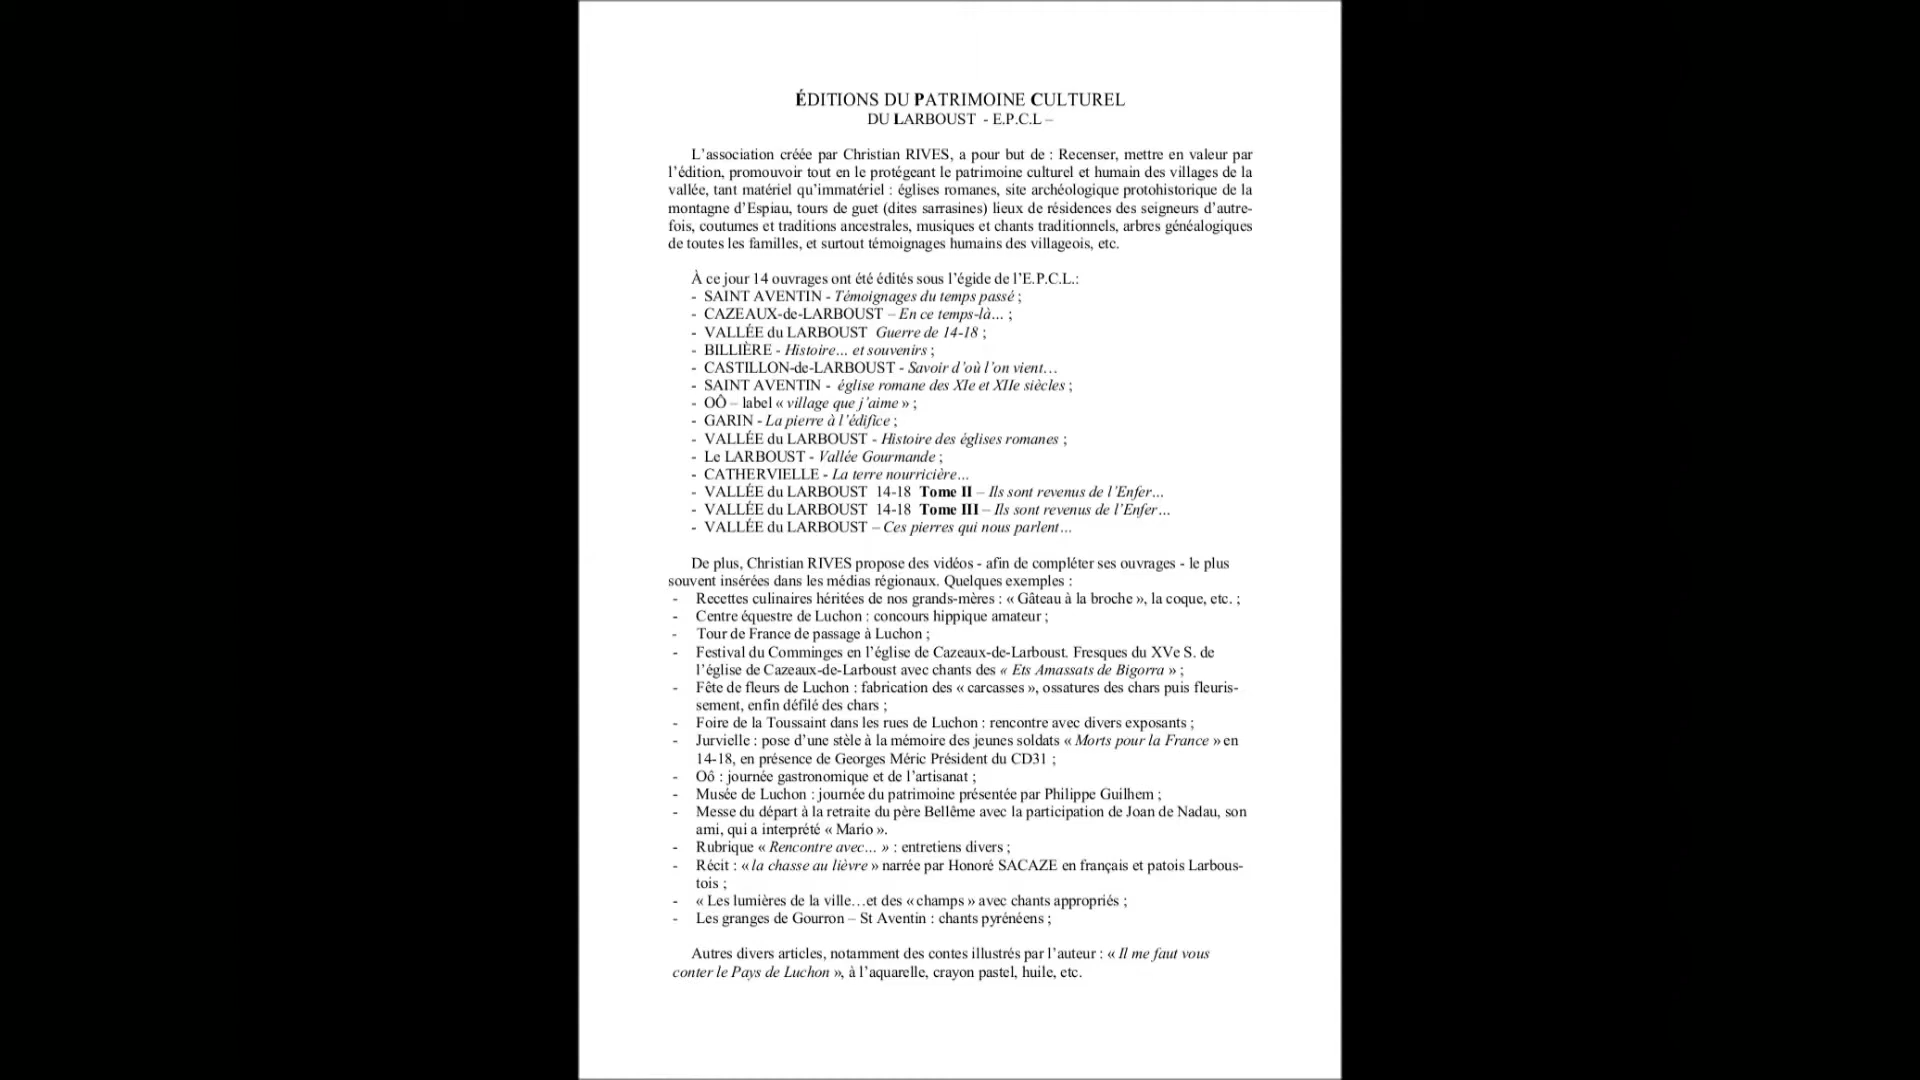 ÉDITIONS DU PATRIMOINE CULTUREL
DU LARBOUST - E.P.C.L –
L’association créée par Christian RIVES, a pour but de : Recenser, mettre en valeur par
l’édition, promouvoir tout en le protégeant le patrimoine culturel et humain des villages de la
vallée, tant matériel qu’immatériel : églises romanes, site archéologique protohistorique de la
montagne d’Espiau, tours de guet (dites sarrasines) lieux de résidences des seigneurs d’autre-
fois, coutumes et traditions ancestrales, musiques et chants traditionnels, arbres généalogiques
de toutes les familles, et surtout témoignages humains des villageois, etc.
À ce jour 14 ouvrages ont été édités sous l’égide de l’E.P.C.L.:
- SAINT AVENTIN - Témoignages du temps passé ;
- CAZEAUX-de-LARBOUST – En ce temps-là… ;
- VALLÉE du LARBOUST Guerre de 14-18 ;
- BILLIÈRE - Histoire… et souvenirs ;
- CASTILLON-de-LARBOUST - Savoir d’où l’on vient…
- SAINT AVENTIN - église romane des XIe et XIIe siècles ;
- OÔ – label « village que j’aime » ;
- GARIN - La pierre à l’édifice ;
- VALLÉE du LARBOUST - Histoire des églises romanes ;
- Le LARBOUST - Vallée Gourmande ;
- CATHERVIELLE - La terre nourricière…
- VALLÉE du LARBOUST 14-18 Tome II – Ils sont revenus de l’Enfer…
- VALLÉE du LARBOUST 14-18 Tome III – Ils sont revenus de l’Enfer…
- VALLÉE du LARBOUST – Ces pierres qui nous parlent…
De plus, Christian RIVES propose des vidéos - afin de compléter ses ouvrages - le plus
souvent insérées dans les médias régionaux. Quelques exemples :
- Recettes culinaires héritées de nos grands-mères : « Gâteau à la broche », la coque, etc. ;
- Centre équestre de Luchon : concours hippique amateur ;
- Tour de France de passage à Luchon ;
- Festival du Comminges en l’église de Cazeaux-de-Larboust. Fresques du XVe S. de
l’église de Cazeaux-de-Larboust avec chants des « Ets Amassats de Bigorra » ;
- Fête de fleurs de Luchon : fabrication des « carcasses », ossatures des chars puis fleuris-
sement, enfin défilé des chars ;
- Foire de la Toussaint dans les rues de Luchon : rencontre avec divers exposants ;
- Jurvielle : pose d’une stèle à la mémoire des jeunes soldats « Morts pour la France » en
14-18, en présence de Georges Méric Président du CD31 ;
- Oô : journée gastronomique et de l’artisanat ;
- Musée de Luchon : journée du patrimoine présentée par Philippe Guilhem ;
- Messe du départ à la retraite du père Bellême avec la participation de Joan de Nadau, son
ami, qui a interprété « Mario ».
- Rubrique « Rencontre avec… » : entretiens divers ;
- Récit : « la chasse au lièvre » narrée par Honoré SACAZE en français et patois Larbous-
tois ;
- « Les lumières de la ville…et des « champs » avec chants appropriés ;
- Les granges de Gourron – St Aventin : chants pyrénéens ;
Autres divers articles, notamment des contes illustrés par l’auteur : « Il me faut vous
conter le Pays de Luchon », à l’aquarelle, crayon pastel, huile, etc.